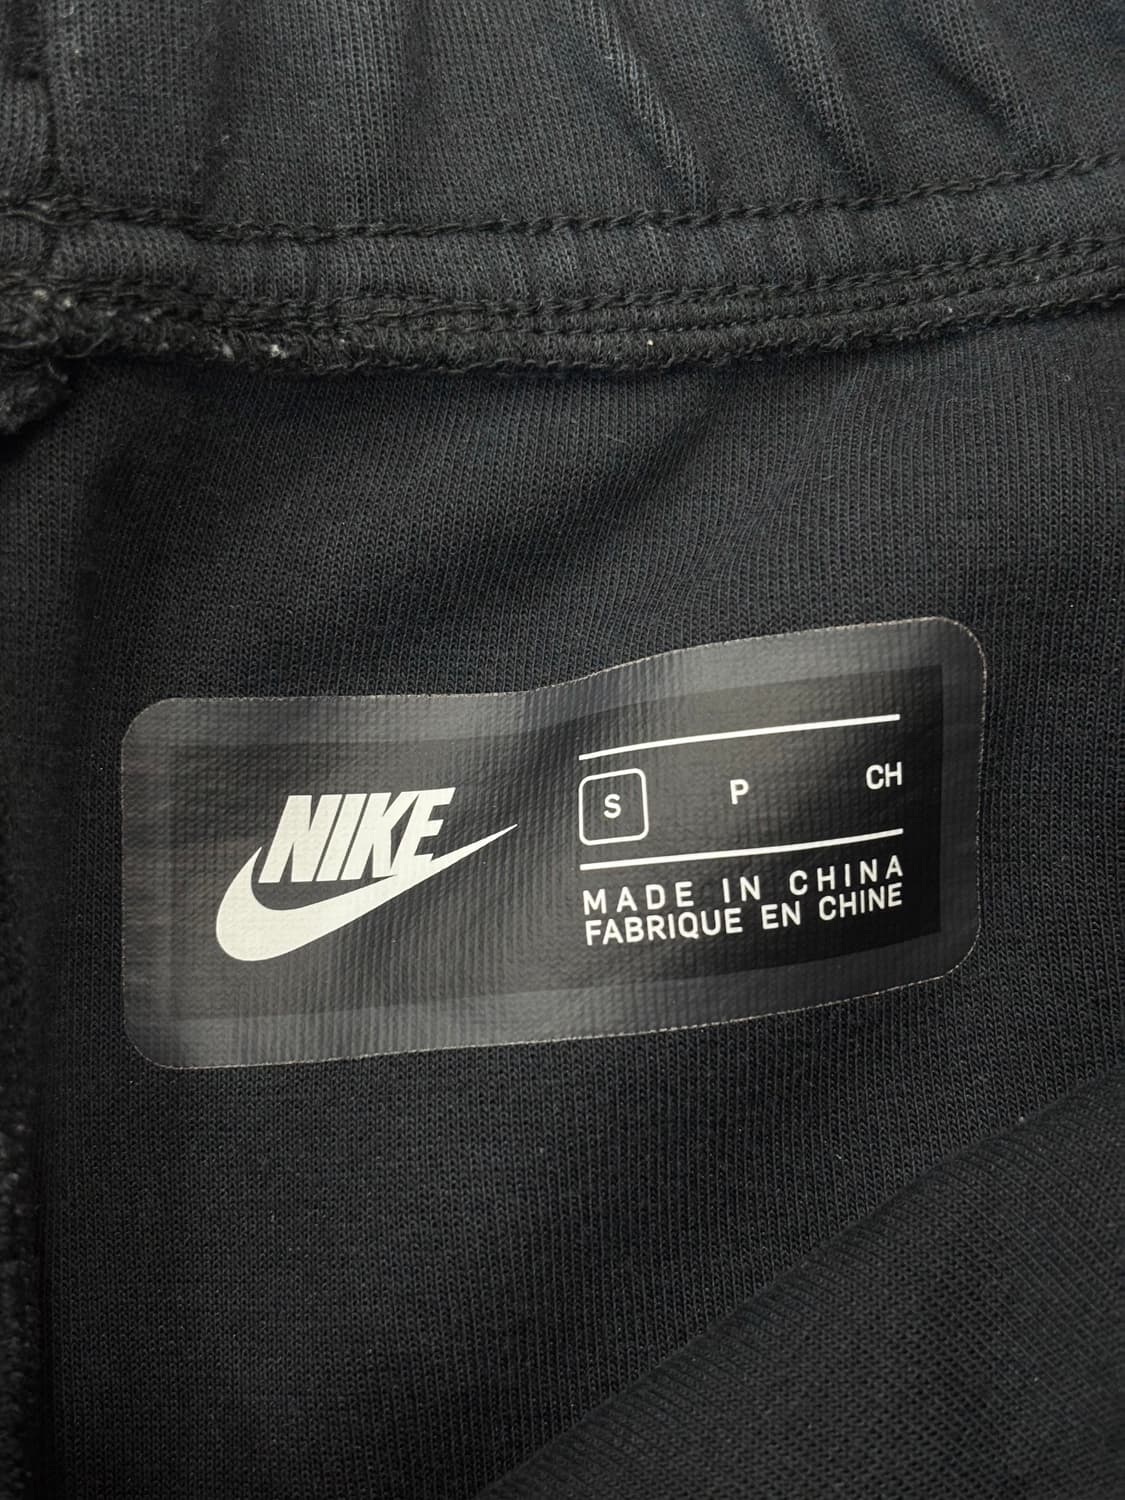 NIKE
S P CH
MADE IN CHINA
FABRIQUE EN CHINE